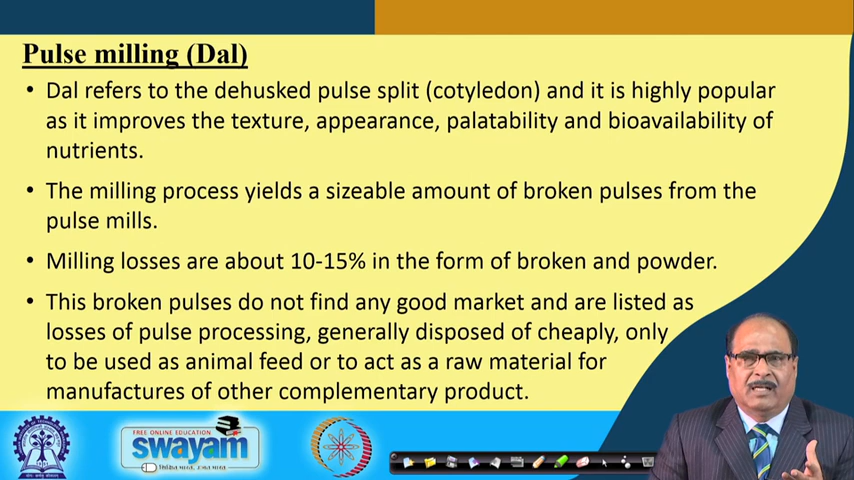 Pulse milling (Dal)
• Dal refers to the dehusked pulse split (cotyledon) and it is highly popular
as it improves the texture, appearance, palatability and bioavailability of
nutrients.
• The milling process yields a sizeable amount of broken pulses from the
pulse mills.
• Milling losses are about 10-15% in the form of broken and powder.
• This broken pulses do not find any good market and are listed as
losses of pulse processing, generally disposed of cheaply, only
to be used as animal feed or to act as a raw material for
manufactures of other complementary product.
FREE ONLINE EDUCATION
swayam